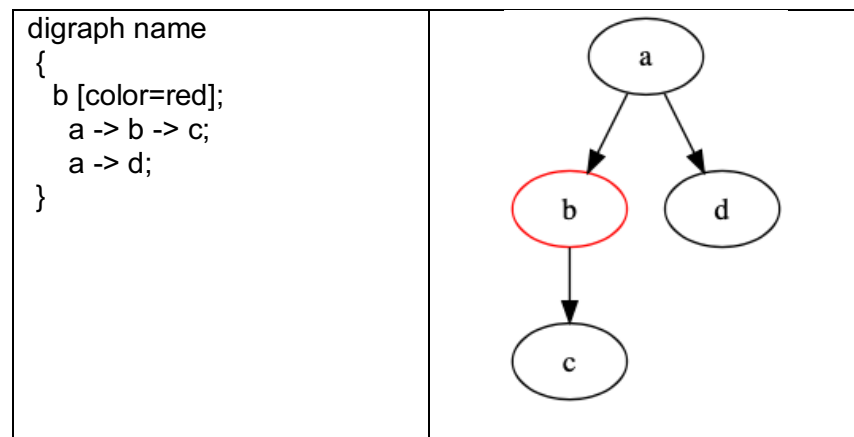 digraph name
{
b [color=red];
a -> b -> c;
a -> d;
}
a
b
d
c